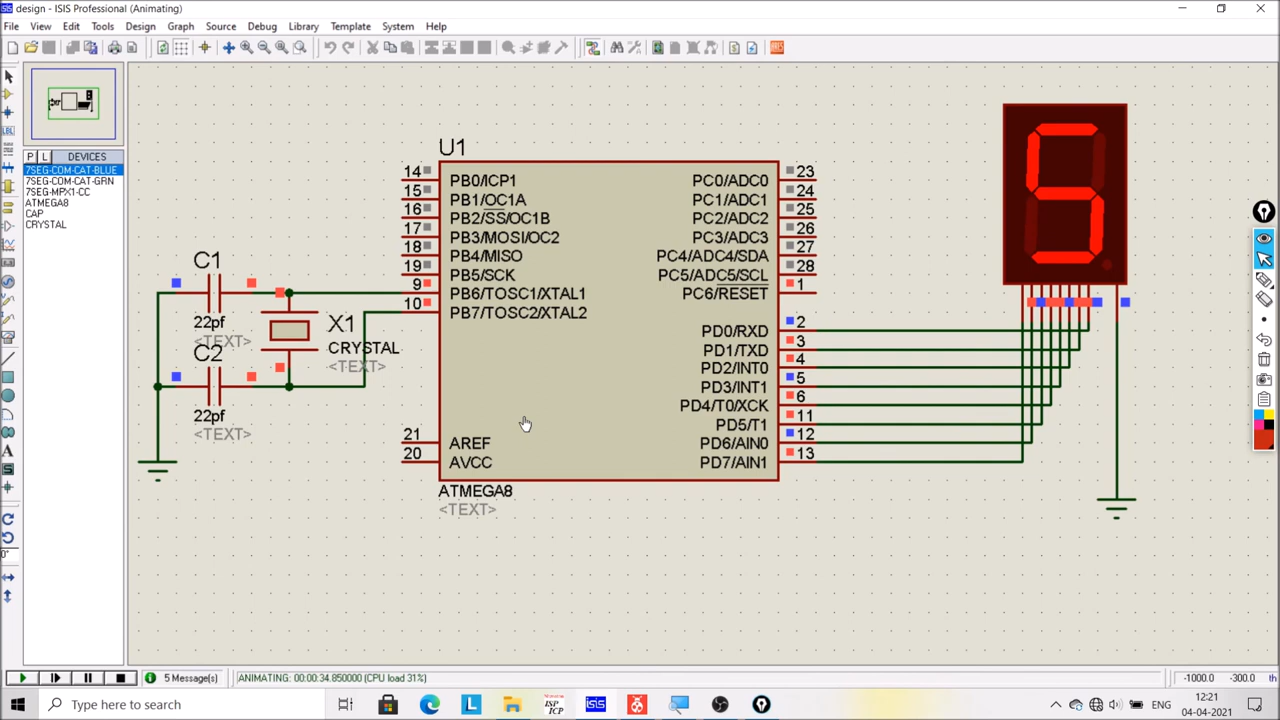 design - ISIS Professional (Animating)
File View Edit Tools Design Graph Source Debug Library Template System Help
P L DEVICES
7SEG-COM-CAT-BLUE
7SEG-COM-CAT-GRN
7SEG-MPX1-CC
ATMEGA8
CAP
CRYSTAL
LBL
A
0°
C1
22pf
<TEXT>
C2
22pf
<TEXT>
X1
CRYSTAL
<TEXT>
U1
14 PB0/ICP1 PC0/ADC0 23
15 PB1/OC1A PC1/ADC1 24
16 PB2/SS/OC1B PC2/ADC2 25
17 PB3/MOSI/OC2 PC3/ADC3 26
18 PB4/MISO PC4/ADC4/SDA 27
19 PB5/SCK PC5/ADC5/SCL 28
9 PB6/TOSC1/XTAL1 PC6/RESET 1
10 PB7/TOSC2/XTAL2
PD0/RXD 2
PD1/TXD 3
PD2/INT0 4
PD3/INT1 5
PD4/T0/XCK 6
PD5/T1 11
21 AREF PD6/AIN0 12
20 AVCC PD7/AIN1 13
ATMEGA8
<TEXT>
5
5 Message(s) ANIMATING: 00:00:34.850000 (CPU load 31%) -1000.0 -300.0 th
Type here to search L ISP ICP isis ENG 12:21
04-04-2021